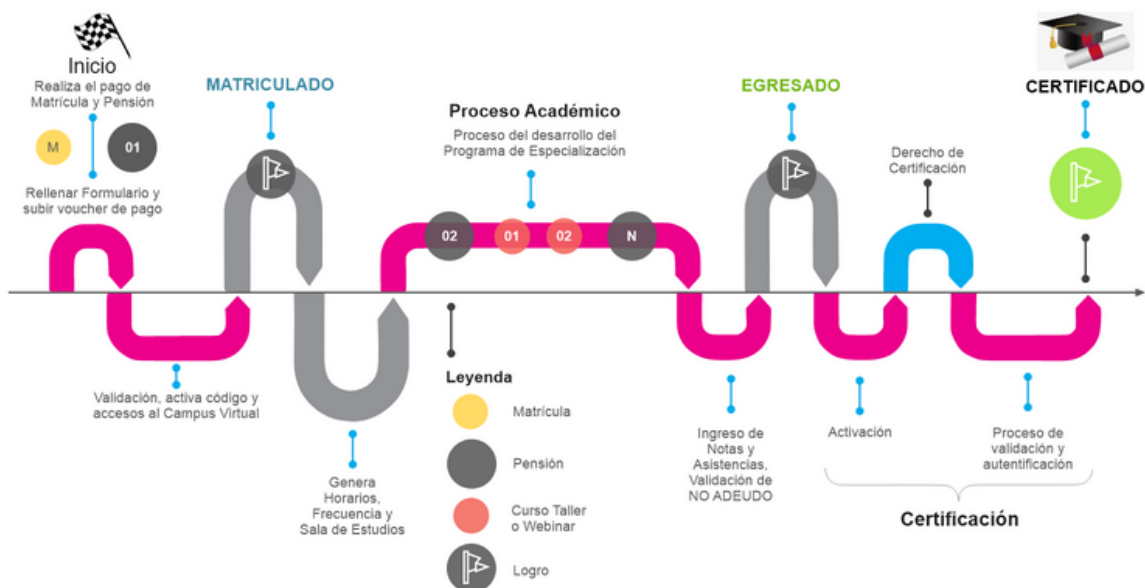 Inicio
Realiza el pago de
Matrícula y Pensión
M
01
Rellenar Formulario y
subir voucher de pago
Validación, activa código y
accesos al Campus Virtual
MATRICULADO
Genera
Horarios,
Frecuencia y
Sala de Estudios
Proceso Académico
Proceso del desarrollo del
Programa de Especialización
02
01
02
N
Leyenda
Matrícula
Pensión
Curso Taller
o Webinar
Logro
Ingreso de
Notas y
Asistencias,
Validación de
NO ADEUDO
EGRESADO
Activación
Derecho de
Certificación
Proceso de
validación y
autentificación
Certificación
CERTIFICADO